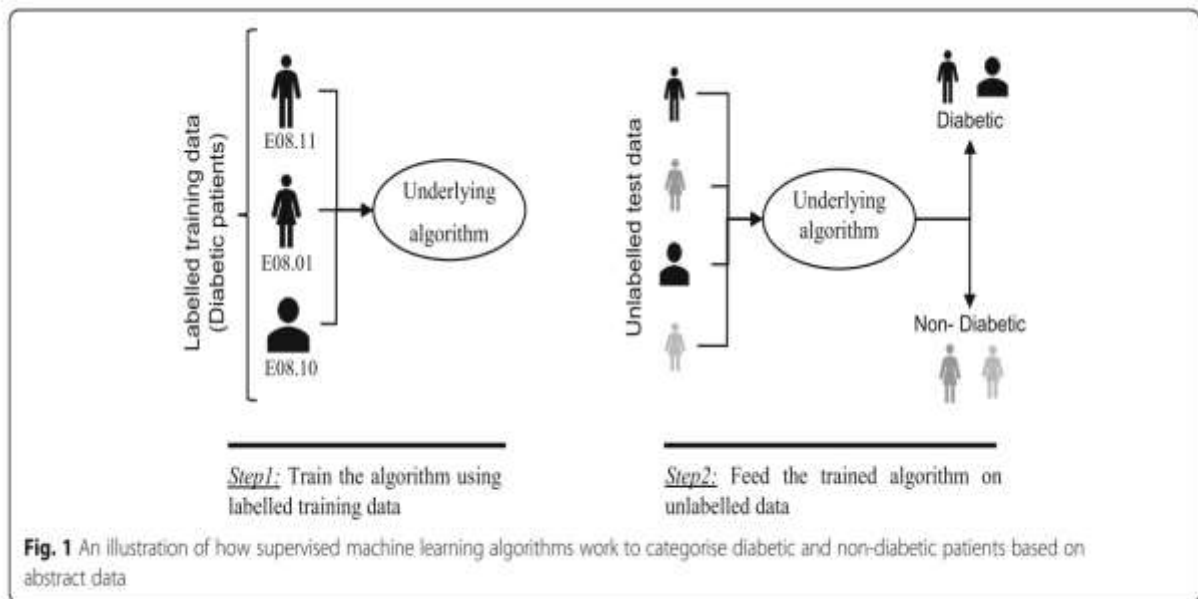 Labelled training data
(Diabetic patients)
E08.11
E08.01
E08.10
Underlying
algorithm
Step1: Train the algorithm using
labelled training data
Unlabelled test data
Underlying
algorithm
Diabetic
Non- Diabetic
Step2: Feed the trained algorithm on
unlabelled data
Fig. 1 An illustration of how supervised machine learning algorithms work to categorise diabetic and non-diabetic patients based on
abstract data